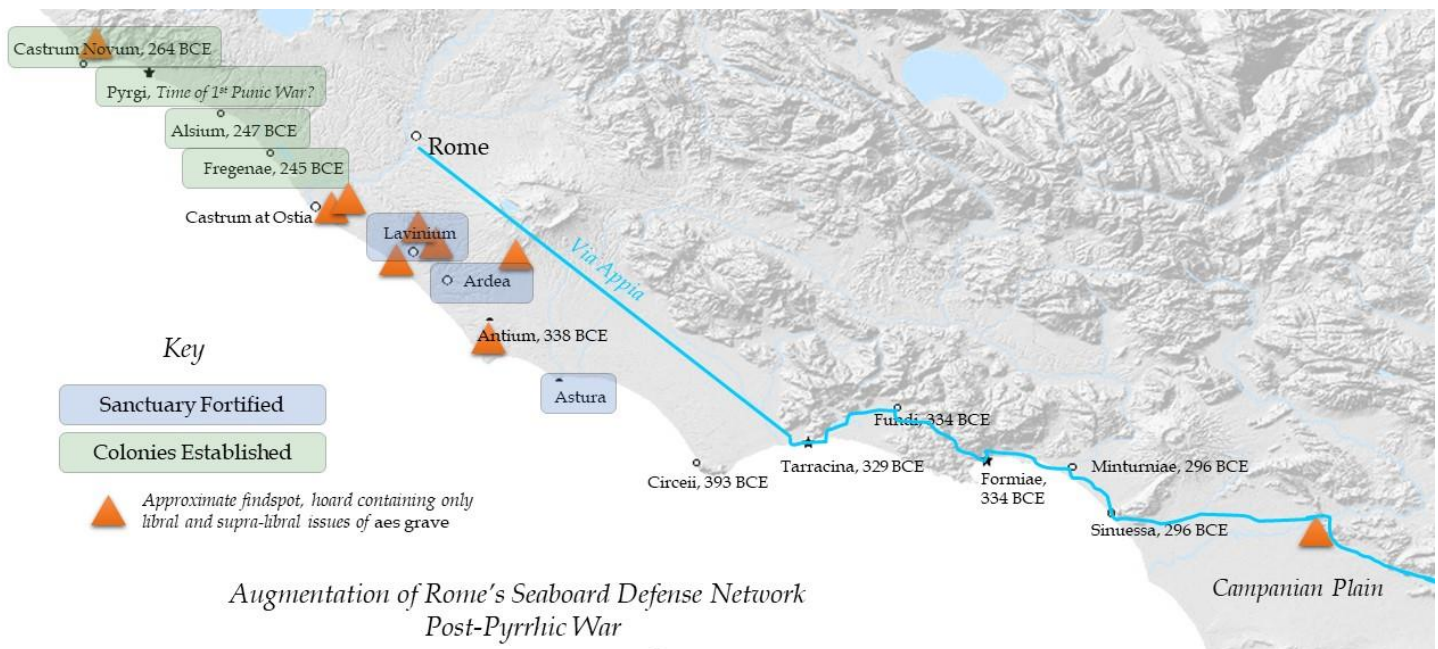 Castrum Novum, 264 BCE
Pyrgi, Time of 1st Punic War?
Alsium, 247 BCE
Rome
Fregenae, 245 BCE
Castrum at Ostia
Lavinium
Via Appia
Ardea
Antium, 338 BCE
Key
Sanctuary Fortified
Astura
Colonies Established
Fundi, 334 BCE
Circeii, 393 BCE
Tarracina, 329 BCE
Formiae,
334 BCE
Minturniae, 296 BCE
Approximate findspot, hoard containing only
libral and supra-libral issues of aes grave
Sinuessa, 296 BCE
Campanian Plain
Augmentation of Rome's Seaboard Defense Network
Post-Pyrrhic War